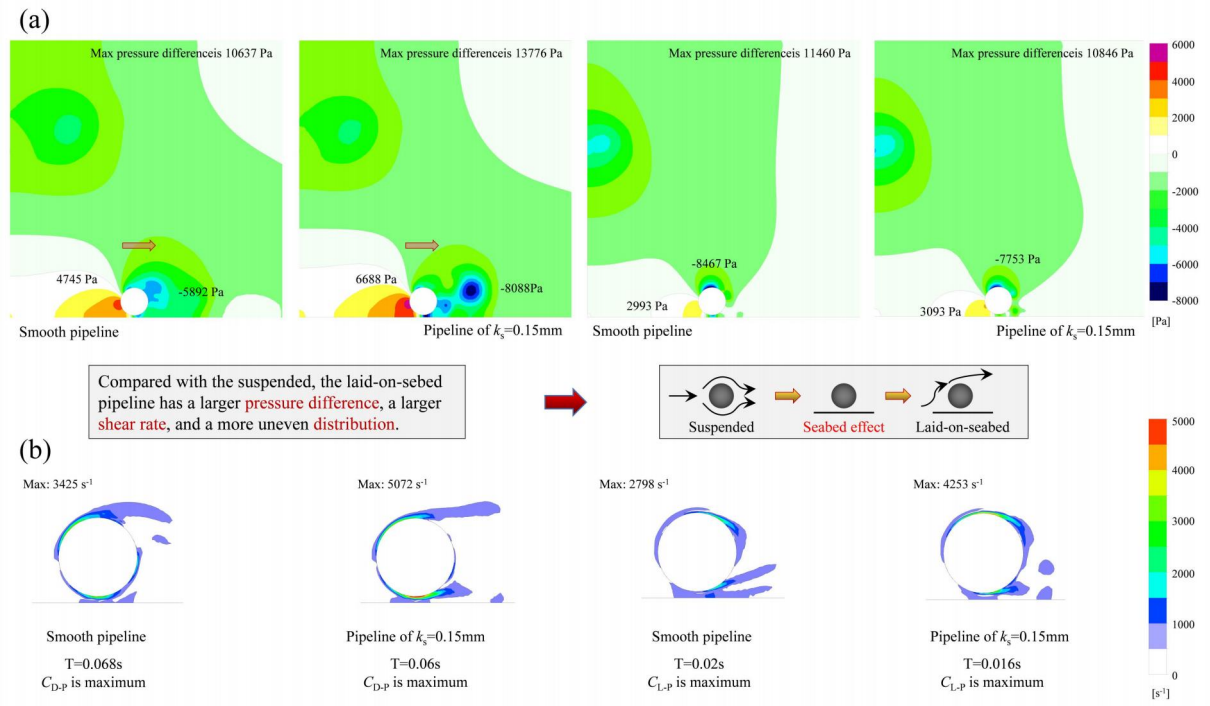 (a)
Max pressure differenceis 10637 Pa
Max pressure differenceis 13776 Pa
Max pressure differenceis 11460 Pa
Max pressure differenceis 10846 Pa
6000
4000
2000
0
-2000
-4000
-6000
-8000
[Pa]
4745 Pa
-5892 Pa
6688 Pa
-8088Pa
-8467 Pa
2993 Pa
-7753 Pa
3093 Pa
Smooth pipeline
Pipeline of kₛ=0.15mm
Smooth pipeline
Pipeline of kₛ=0.15mm
Compared with the suspended, the laid-on-sebed
pipeline has a larger pressure difference, a larger
shear rate, and a more uneven distribution.
Suspended
Seabed effect
Laid-on-seabed
(b)
Max: 3425 s⁻¹
Max: 5072 s⁻¹
Max: 2798 s⁻¹
Max: 4253 s⁻¹
5000
4000
3000
2000
1000
0
[s⁻¹]
Smooth pipeline
Pipeline of kₛ=0.15mm
Smooth pipeline
Pipeline of kₛ=0.15mm
T=0.068s
T=0.06s
T=0.02s
T=0.016s
C_D-P is maximum
C_D-P is maximum
C_L-P is maximum
C_L-P is maximum